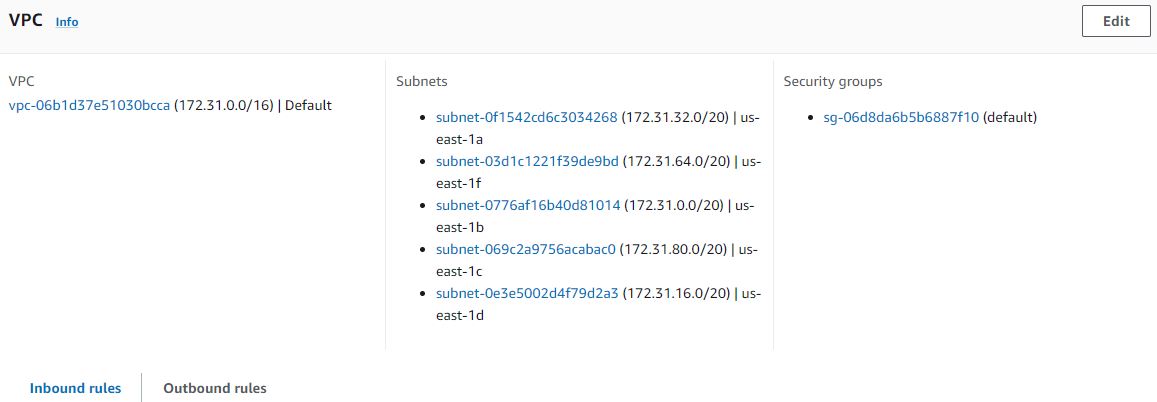 VPC Info
Edit
VPC
vpc-06b1d37e51030bcca (172.31.0.0/16) | Default
Subnets
subnet-0f1542cd6c3034268 (172.31.32.0/20) | us-
east-1a
subnet-03d1c1221f39de9bd (172.31.64.0/20) | us-
east-1f
subnet-0776af16b40d81014 (172.31.0.0/20) | us-
east-1b
subnet-069c2a9756acabac0 (172.31.80.0/20) | us-
east-1c
subnet-0e3e5002d4f79d2a3 (172.31.16.0/20) | us-
east-1d
Security groups
sg-06d8da6b5b6887f10 (default)
Inbound rules
Outbound rules